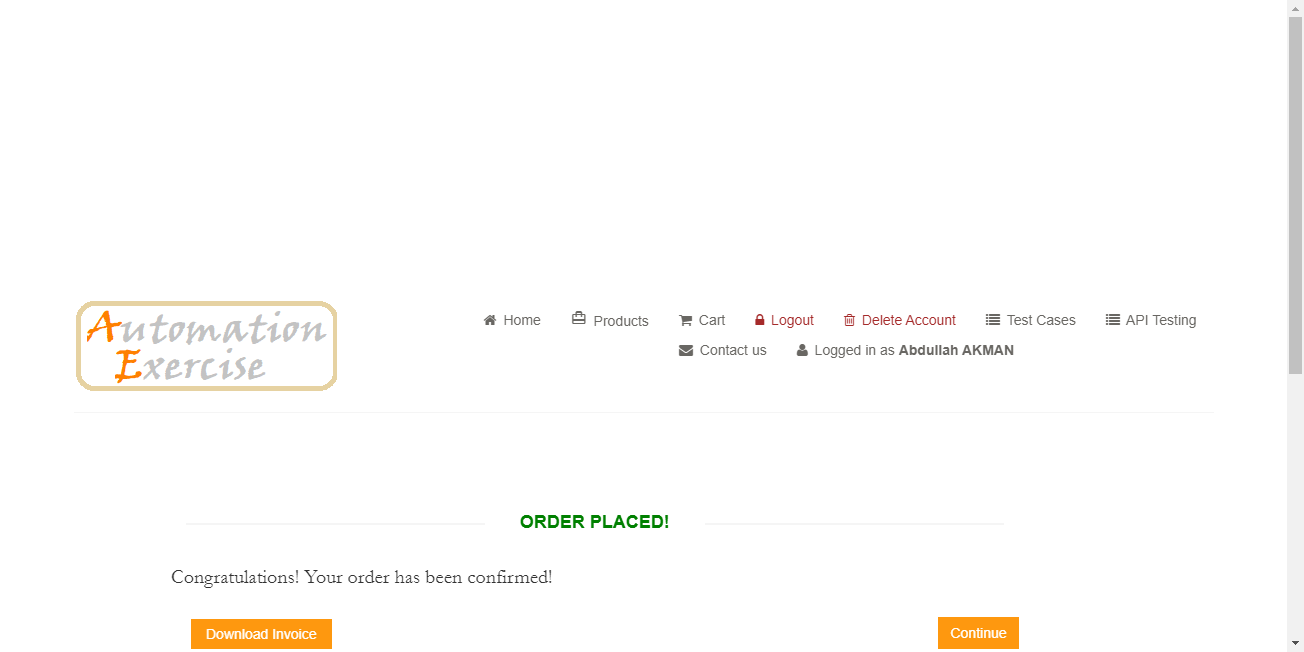 Automation
Exercise
Home Products Cart Logout Delete Account Test Cases API Testing
Contact us Logged in as Abdullah AKMAN
ORDER PLACED!
Congratulations! Your order has been confirmed!
Download Invoice Continue